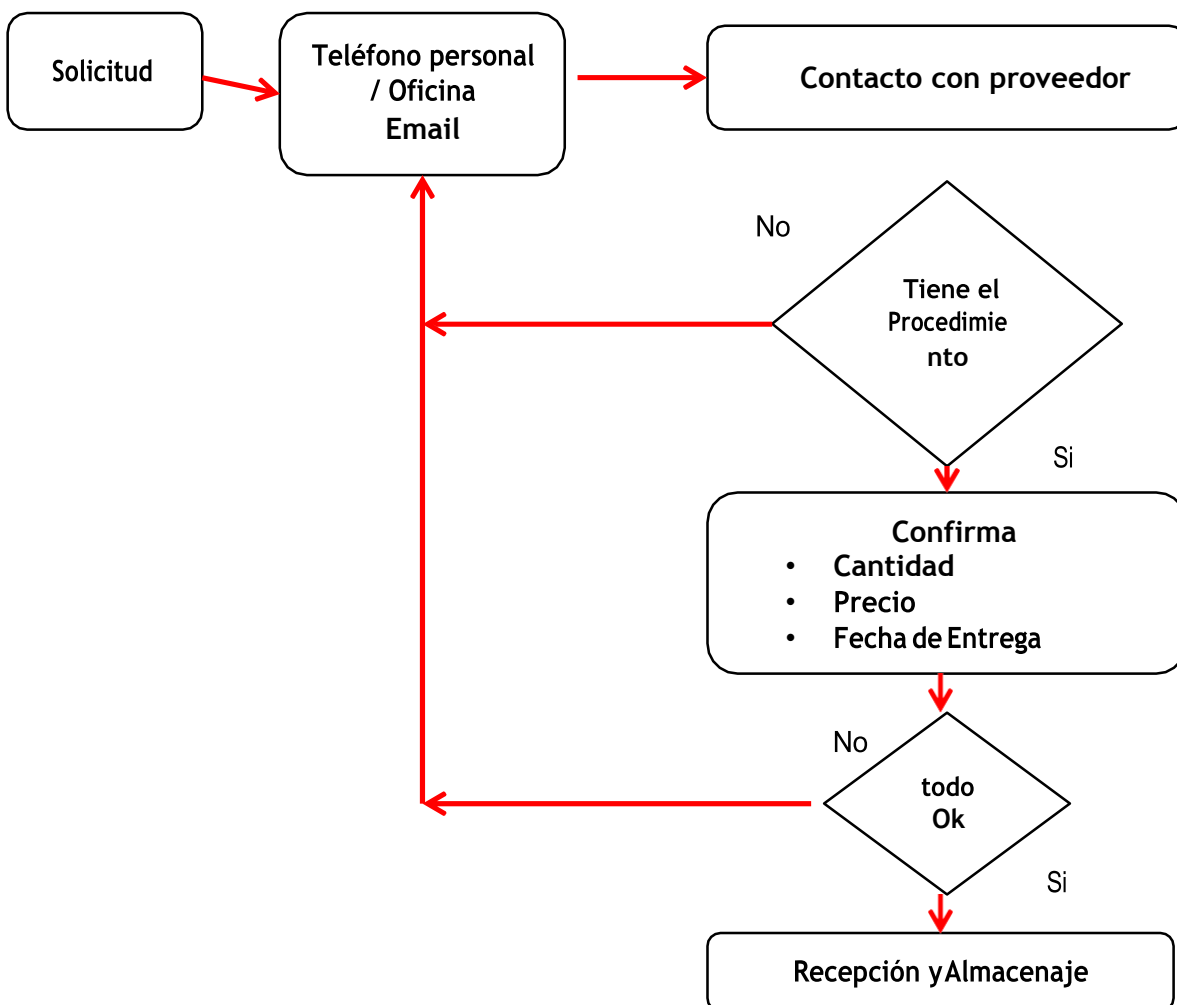 Solicitud
Teléfono personal
/ Oficina
Email
Contacto con proveedor
No
Tiene el
Procedimie
nto
Si
Confirma
• Cantidad
• Precio
• Fecha de Entrega
No
todo
Ok
Si
Recepción y Almacenaje